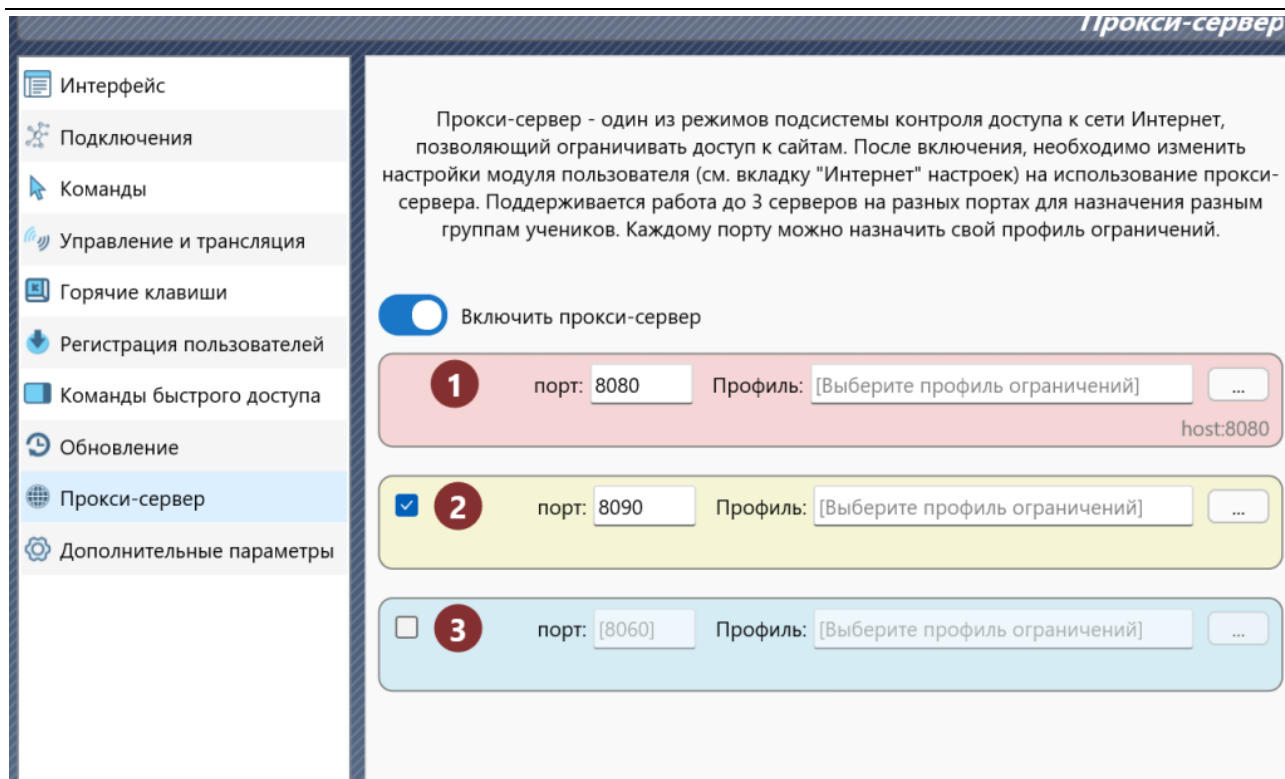 Прокси-сервер
Интерфейс
Подключения
Команды
Управление и трансляция
Горячие клавиши
Регистрация пользователей
Команды быстрого доступа
Обновление
Прокси-сервер
Дополнительные параметры
Прокси-сервер - один из режимов подсистемы контроля доступа к сети Интернет,
позволяющий ограничивать доступ к сайтам. После включения, необходимо изменить
настройки модуля пользователя (см. вкладку "Интернет" настроек) на использование прокси-
сервера. Поддерживается работа до 3 серверов на разных портах для назначения разным
группам учеников. Каждому порту можно назначить свой профиль ограничений.
Включить прокси-сервер
1 порт: 8080 Профиль: [Выберите профиль ограничений] ...
host:8080
2 порт: 8090 Профиль: [Выберите профиль ограничений] ...
3 порт: [8060] Профиль: [Выберите профиль ограничений] ...